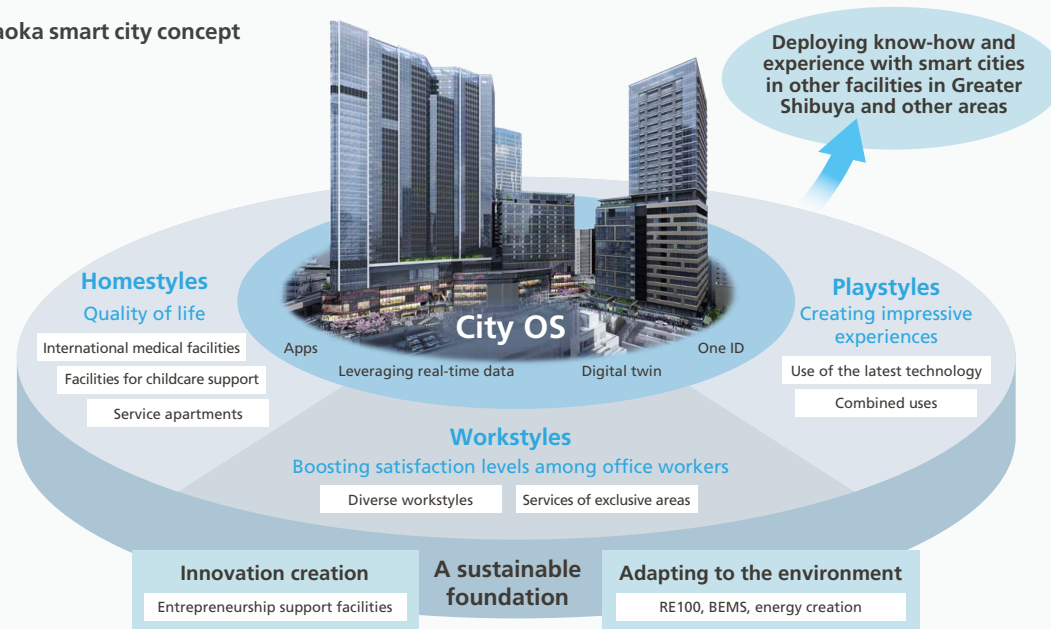 smart city concept
Deploying know-how and
experience with smart cities
in other facilities in Greater
Shibuya and other areas
Homestyles
Quality of life
International medical facilities
Facilities for childcare support
Service apartments
City OS
Apps
Leveraging real-time data
Digital twin
One ID
Playstyles
Creating impressive
experiences
Use of the latest technology
Combined uses
Workstyles
Boosting satisfaction levels among office workers
Diverse workstyles
Services of exclusive areas
Innovation creation
Entrepreneurship support facilities
A sustainable
foundation
Adapting to the environment
RE100, BEMS, energy creation